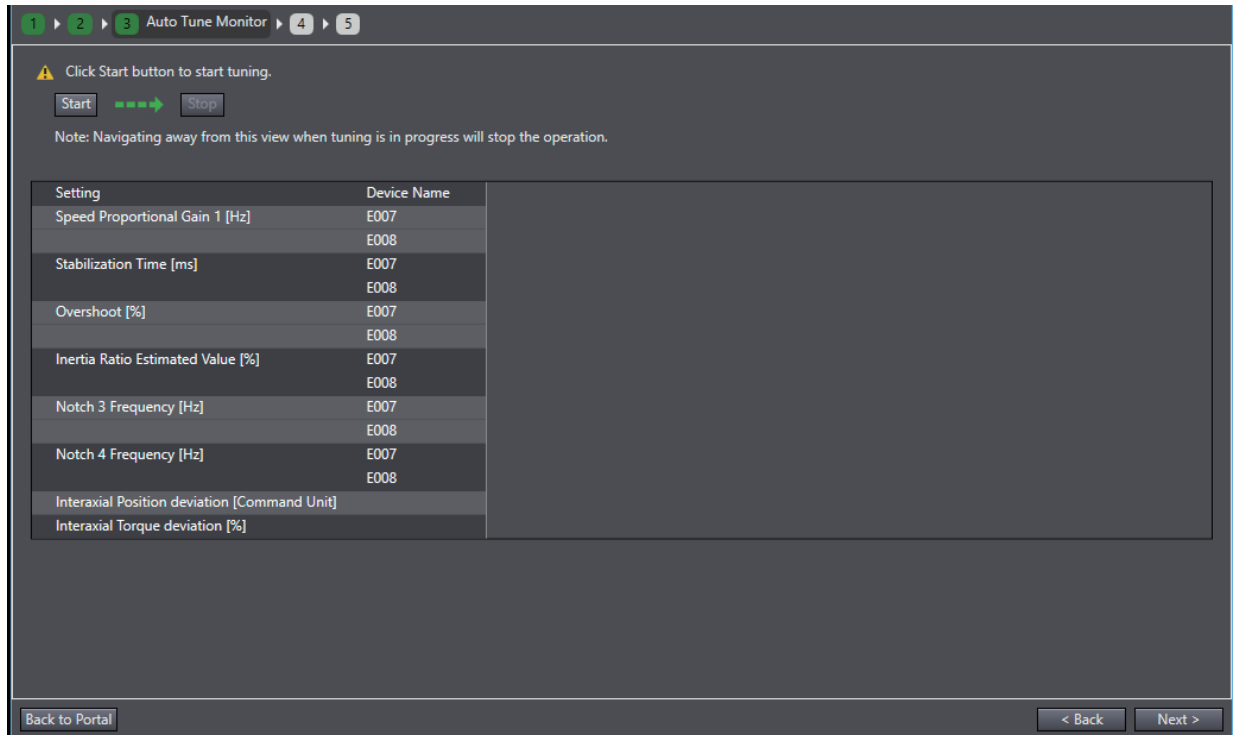 1 2 3 Auto Tune Monitor 4 5
Click Start button to start tuning.
Start Stop
Note: Navigating away from this view when tuning is in progress will stop the operation.
Setting Device Name
Speed Proportional Gain 1 [Hz] E007
E008
Stabilization Time [ms] E007
E008
Overshoot [%] E007
E008
Inertia Ratio Estimated Value [%] E007
E008
Notch 3 Frequency [Hz] E007
E008
Notch 4 Frequency [Hz] E007
E008
Interaxial Position deviation [Command Unit]
Interaxial Torque deviation [%]
Back to Portal < Back Next >